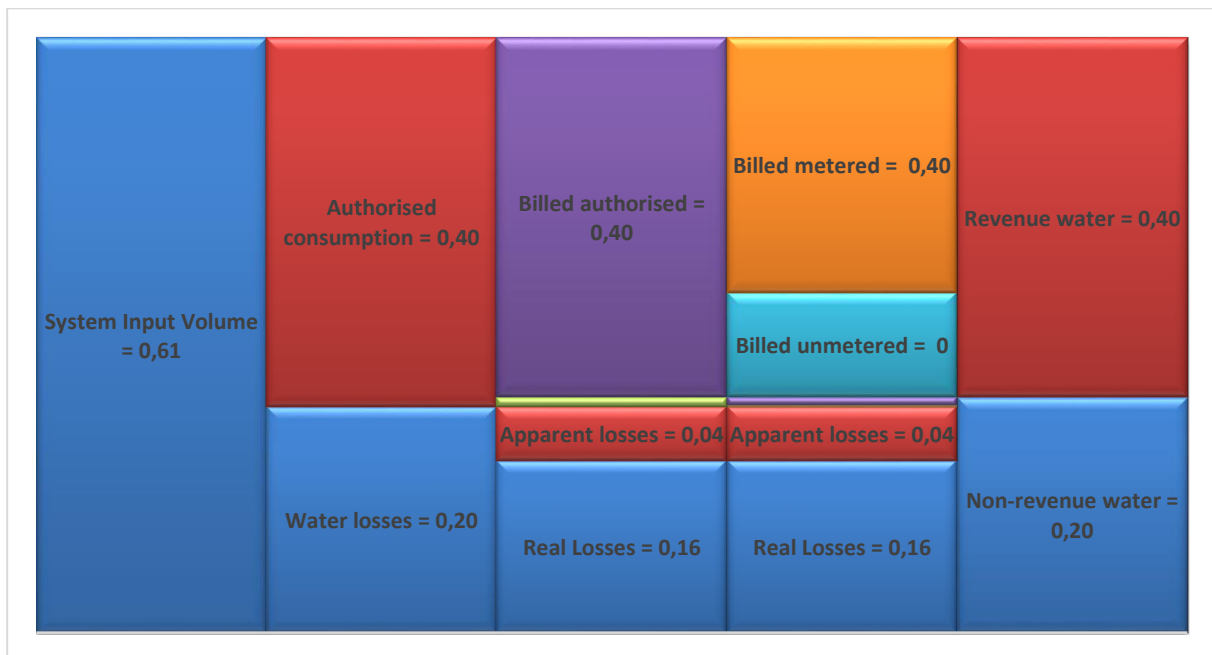 System Input Volume
= 0,61
Authorised
consumption = 0,40
Water losses = 0,20
Billed authorised =
0,40
Apparent losses = 0,04
Real Losses = 0,16
Billed metered =  0,40
Billed unmetered =  0
Apparent losses = 0,04
Real Losses = 0,16
Revenue water = 0,40
Non-revenue water =
0,20